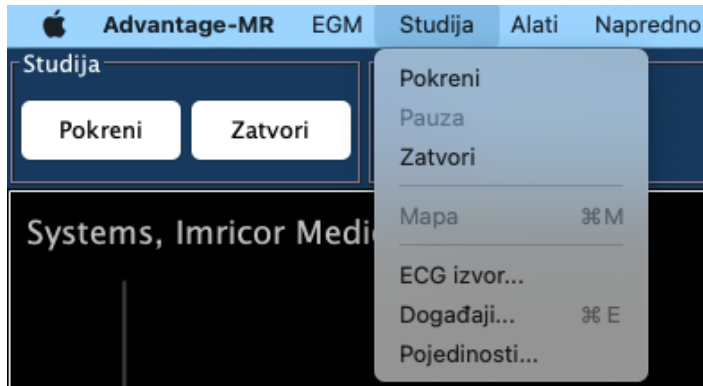 Advantage-MR EGM Studija Alati Napredno
Studija
Pokreni Zatvori
Pokreni
Pauza
Zatvori
Mapa ⌘M
ECG izvor...
Događaji... ⌘E
Pojedinosti...
Systems, Imricor Medi